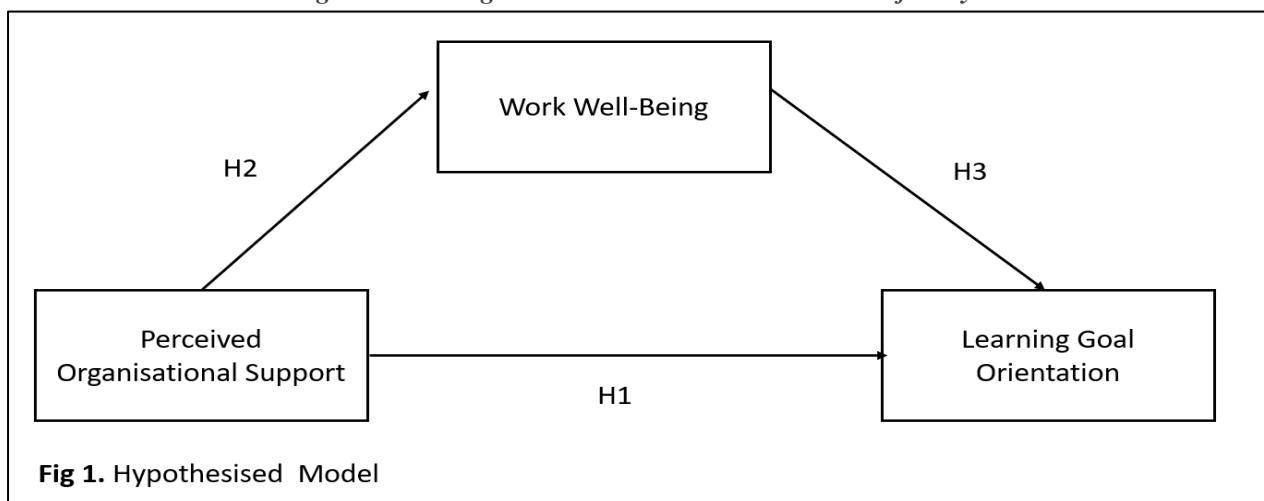 Work Well-Being
H2
H3
Perceived
Organisational Support
Learning Goal
Orientation
H1
Fig 1. Hypothesised Model